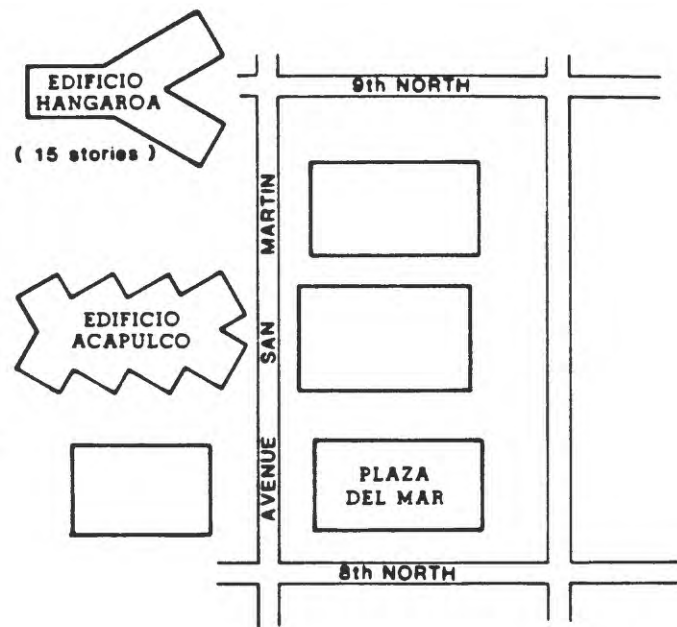 EDIFICIO
HANGAROA
( 15 stories )
9th NORTH
AVENUE SAN MARTIN
EDIFICIO
ACAPULCO
PLAZA
DEL MAR
8th NORTH